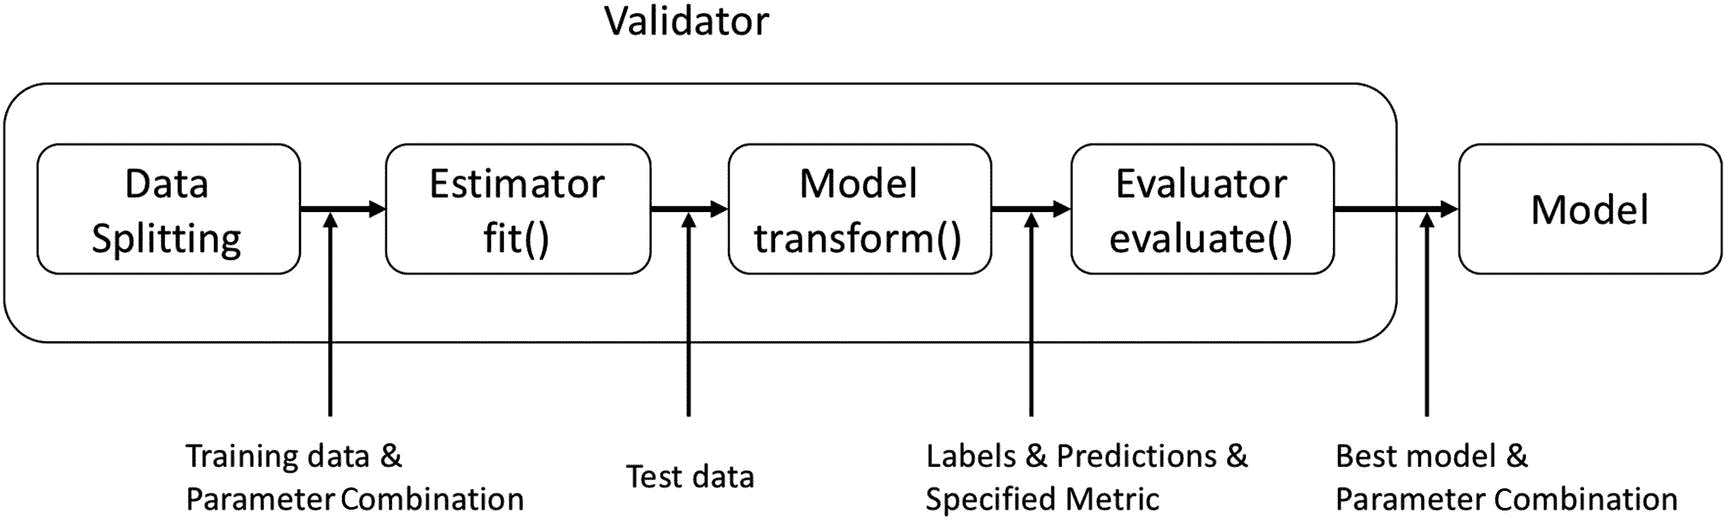 Validator
Data
Splitting
Estimator
fit()
Model
transform()
Evaluator
evaluate()
Model
Training data &
Parameter Combination
Test data
Labels & Predictions &
Specified Metric
Best model &
Parameter Combination